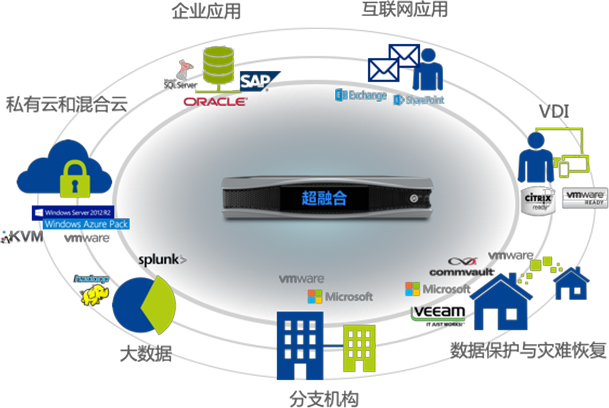 企业应用
互联网应用
Microsoft
SQL Server
SAP
ORACLE
Exchange
SharePoint
私有云和混合云
VDI
Windows Server 2012 R2
Windows Azure Pack
KVM
vmware
CITRIX
ready
vmware
READY
超融合
splunk>
hadoop
大数据
vmware
Microsoft
分支机构
commvault
Microsoft
veeam
IT JUST WORKS!
数据保护与灾难恢复